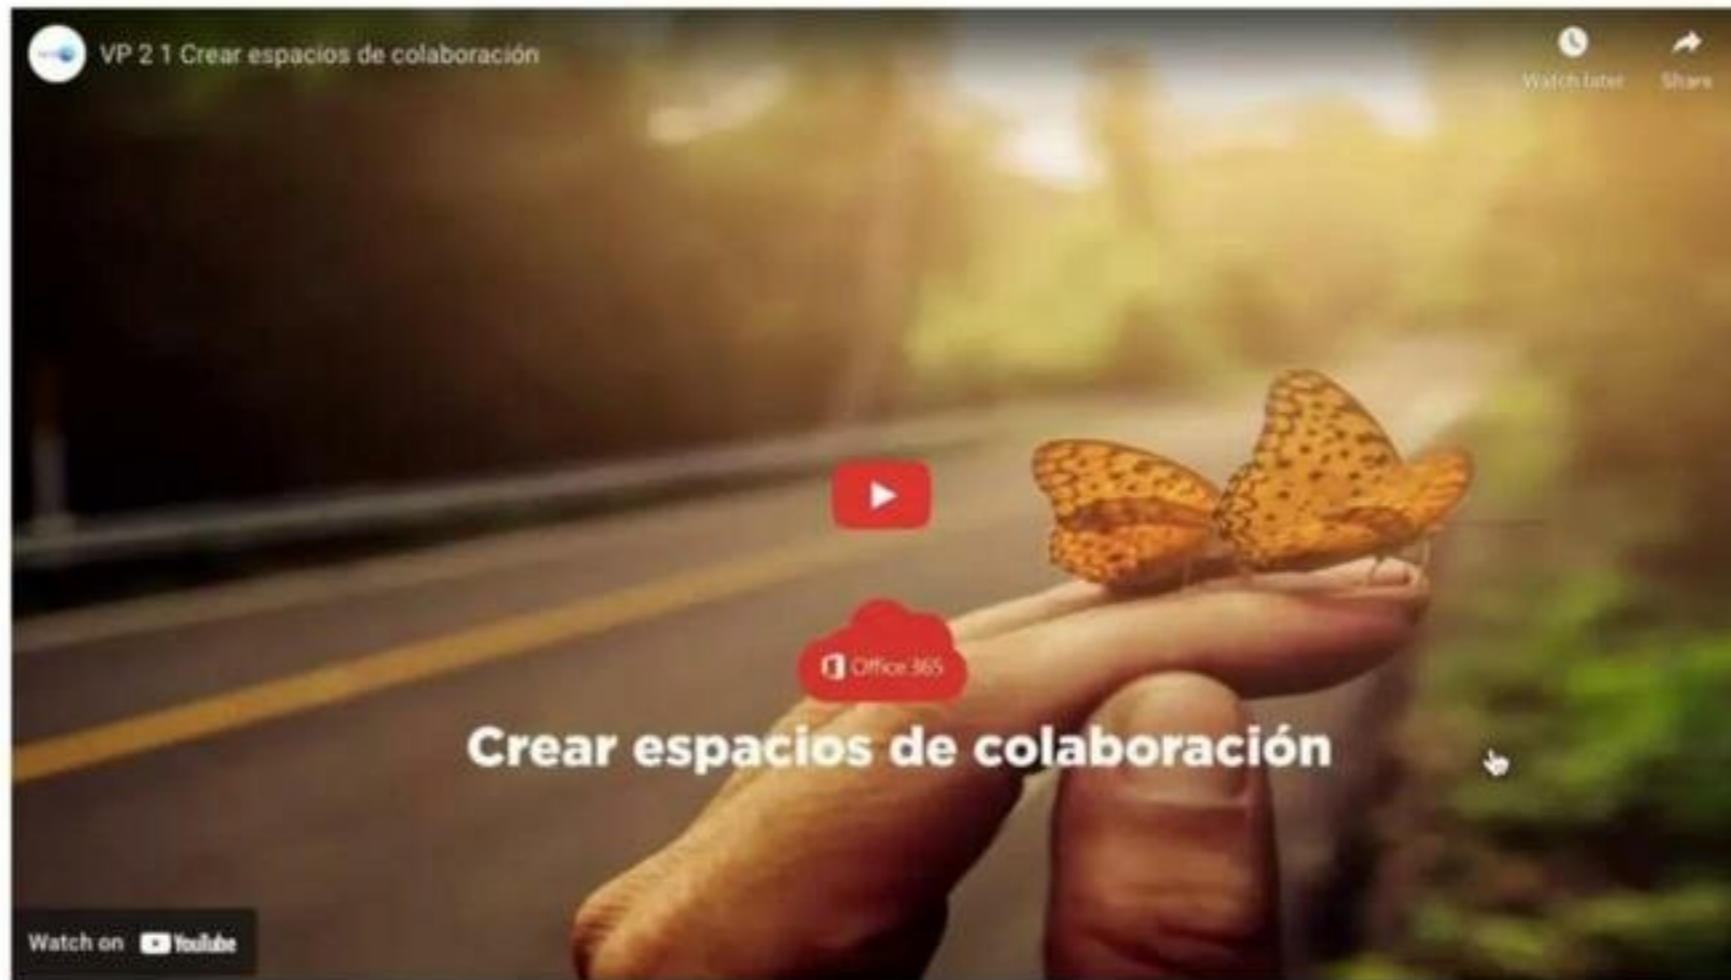 VP 2 1 Crear espacios de colaboración
Watch later
Share
Office 365
Crear espacios de colaboración
Watch on YouTube